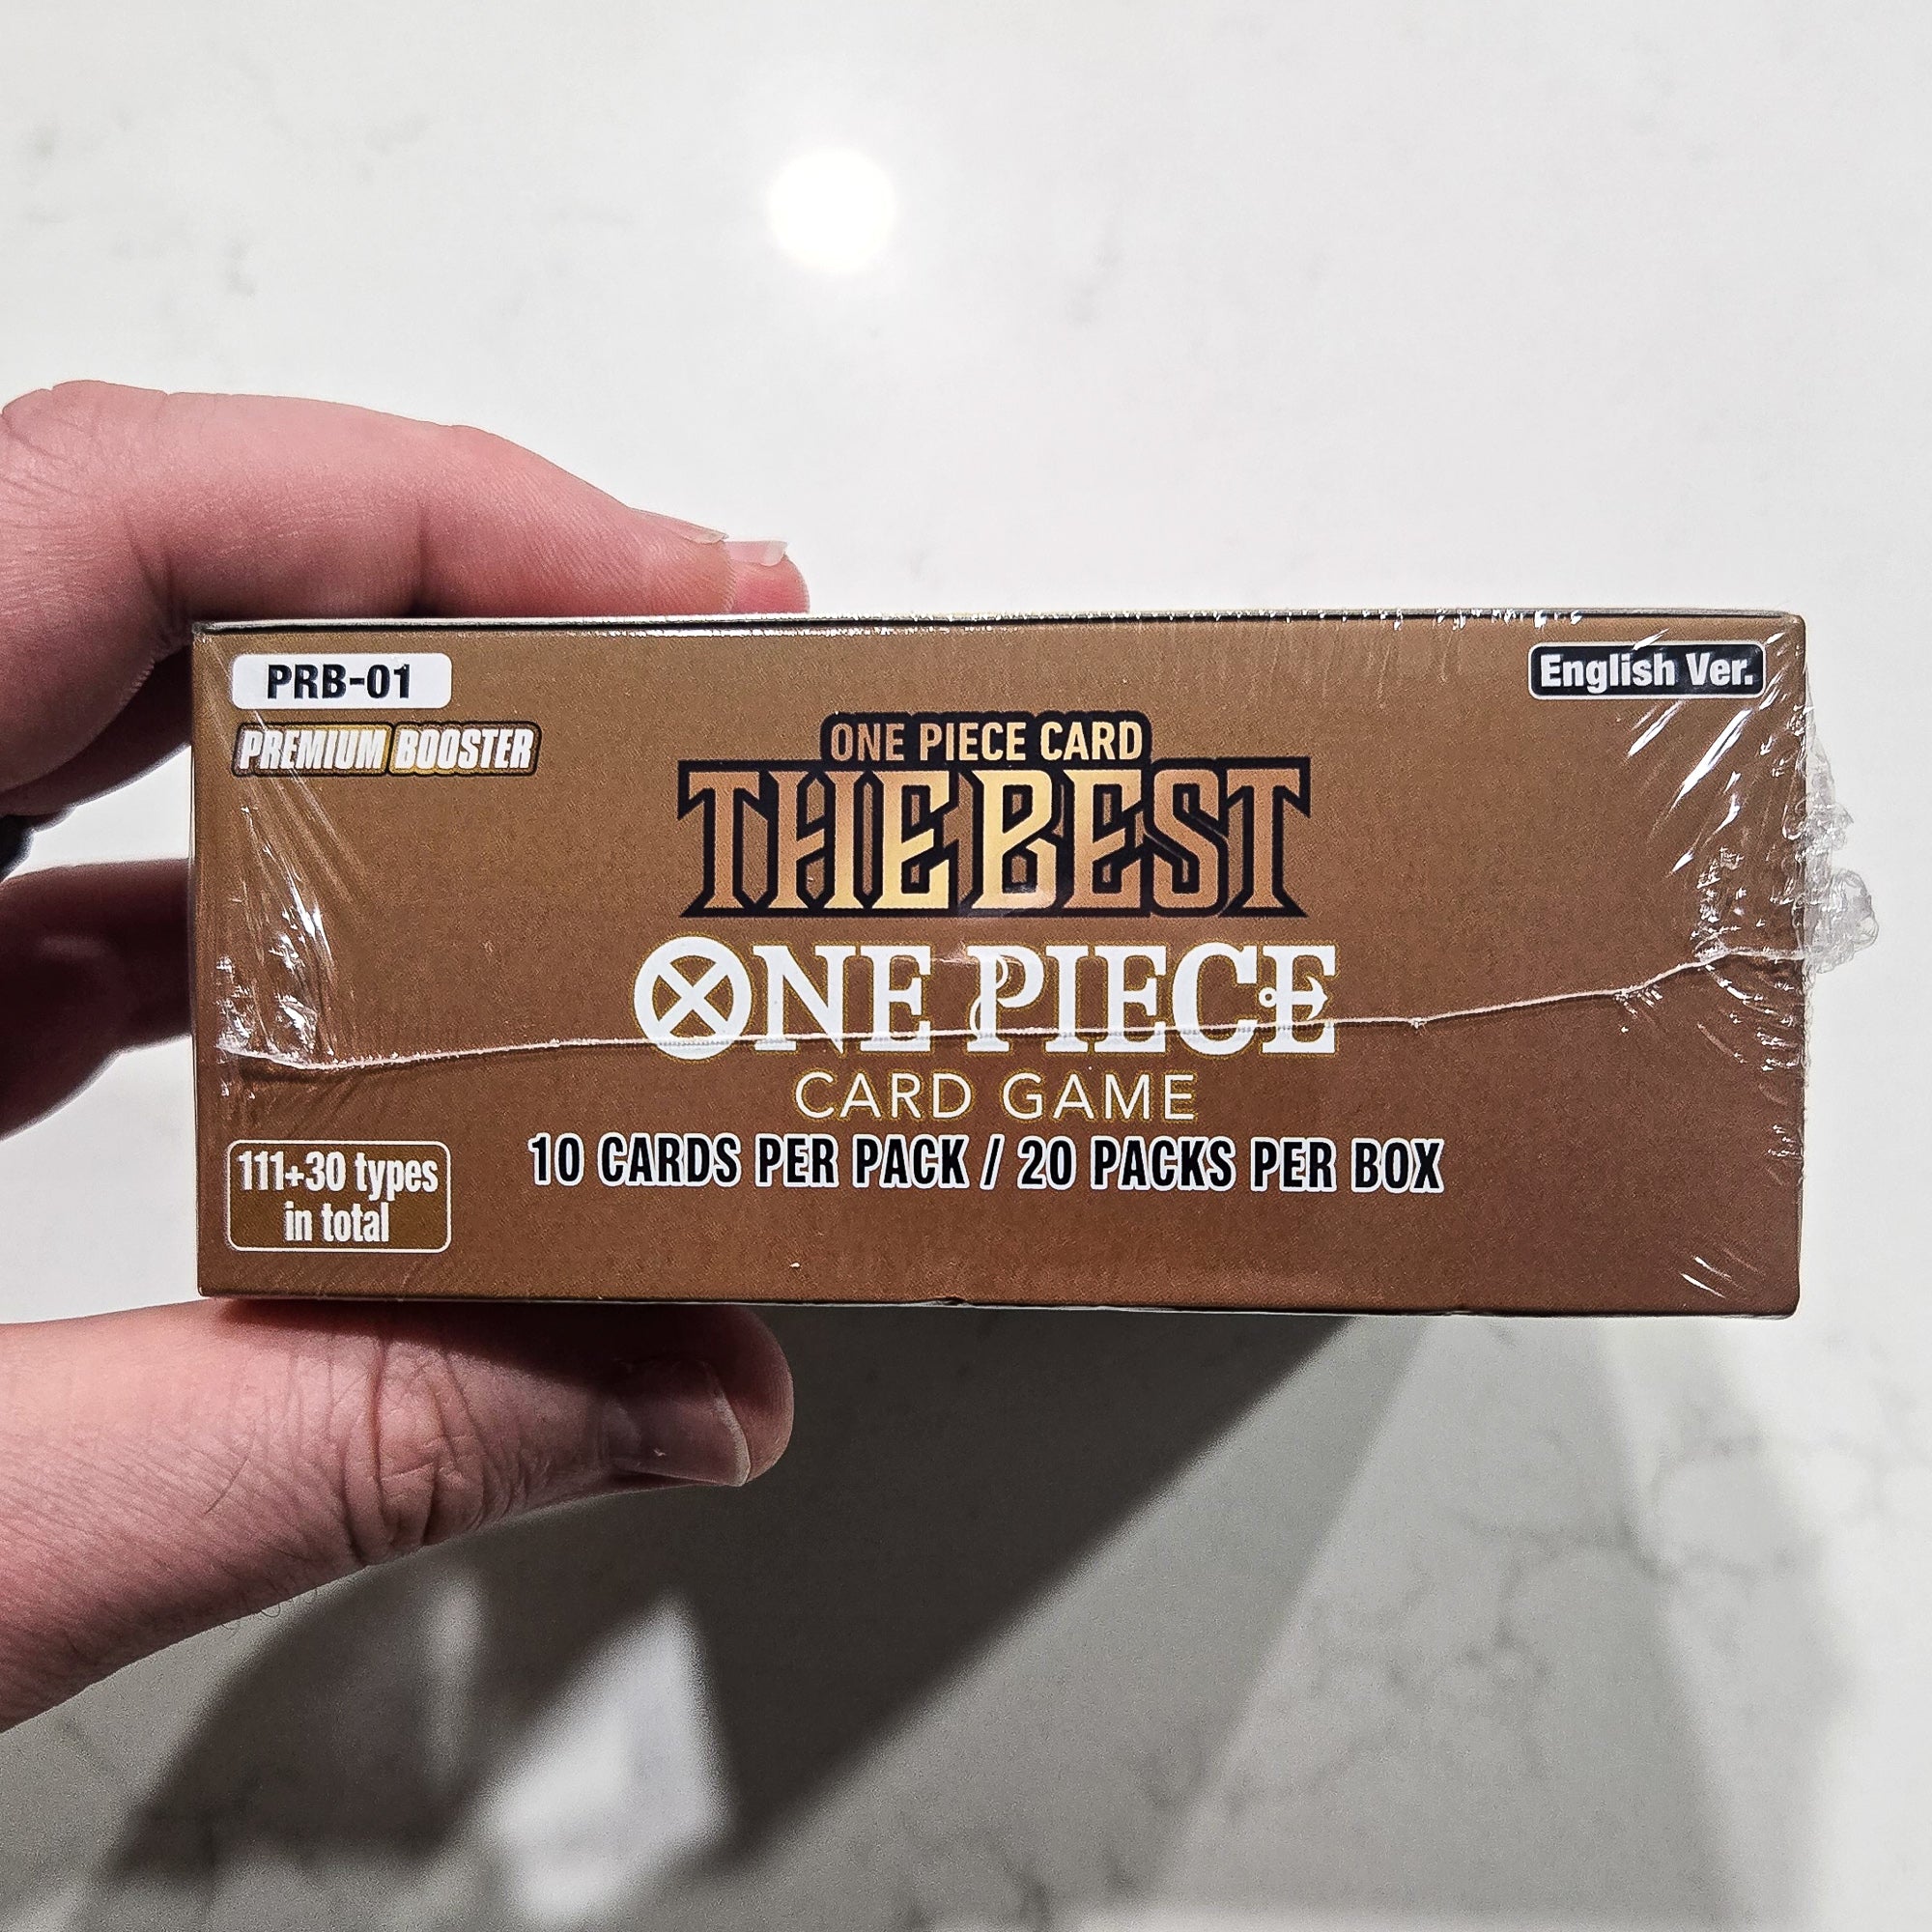 PRB-01
English Ver.
PREMIUM BOOSTER
ONE PIECE CARD
THE BEST
ONE PIECE
CARD GAME
10 CARDS PER PACK / 20 PACKS PER BOX
111+30 types
in total